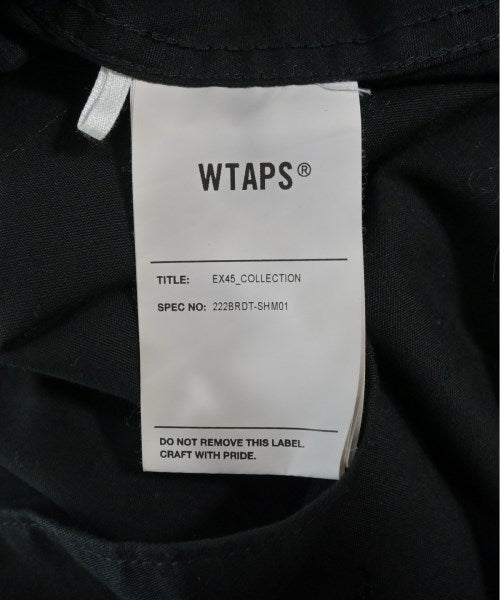 WTAPS®
TITLE: EX45_COLLECTION
SPEC NO: 222BRDT-SHM01
DO NOT REMOVE THIS LABEL.
CRAFT WITH PRIDE.